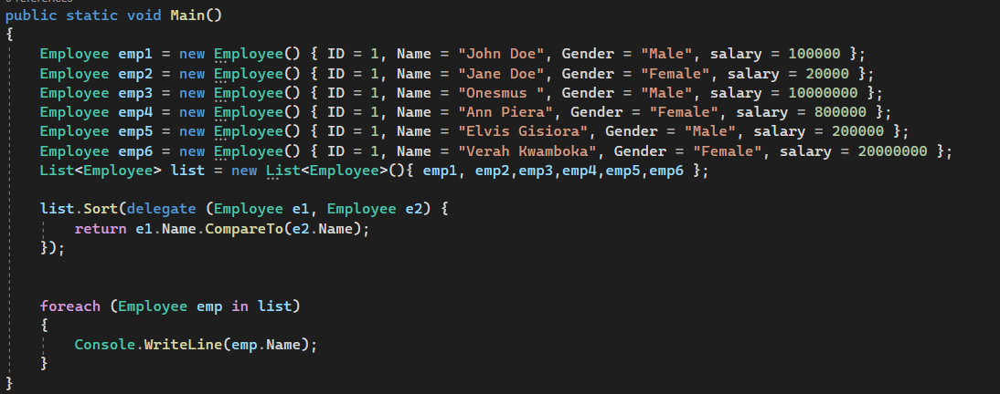 public static void Main()
{
Employee emp1 = new Employee() { ID = 1, Name = "John Doe", Gender = "Male", salary = 100000 };
Employee emp2 = new Employee() { ID = 1, Name = "Jane Doe", Gender = "Female", salary = 20000 };
Employee emp3 = new Employee() { ID = 1, Name = "Onesmus ", Gender = "Male", salary = 10000000 };
Employee emp4 = new Employee() { ID = 1, Name = "Ann Piera", Gender = "Female", salary = 800000 };
Employee emp5 = new Employee() { ID = 1, Name = "Elvis Gisiora", Gender = "Male", salary = 200000 };
Employee emp6 = new Employee() { ID = 1, Name = "Verah Kwamboka", Gender = "Female", salary = 20000000 };
List<Employee> list = new List<Employee>(){ emp1, emp2,emp3,emp4,emp5,emp6 };
list.Sort(delegate (Employee e1, Employee e2) {
return e1.Name.CompareTo(e2.Name);
});
foreach (Employee emp in list)
{
Console.WriteLine(emp.Name);
}
}